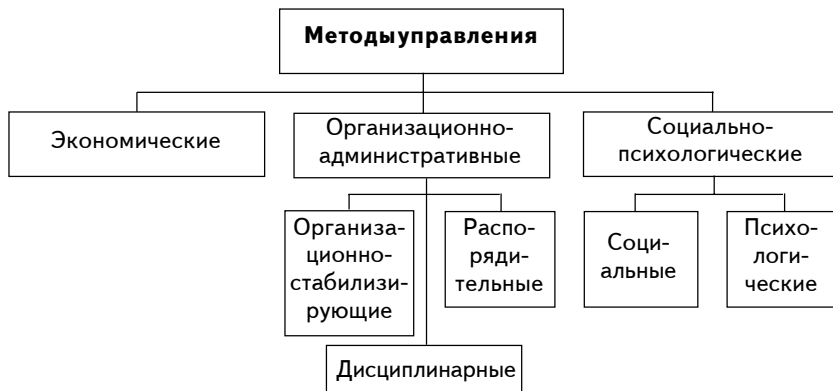 Методыуправления
Экономические
Организационно-
административные
Социально-
психологические
Организа-
ционно-
стабилизи-
рующие
Распо-
ряди-
тельные
Соци-
альные
Психо-
логи-
ческие
Дисциплинарные